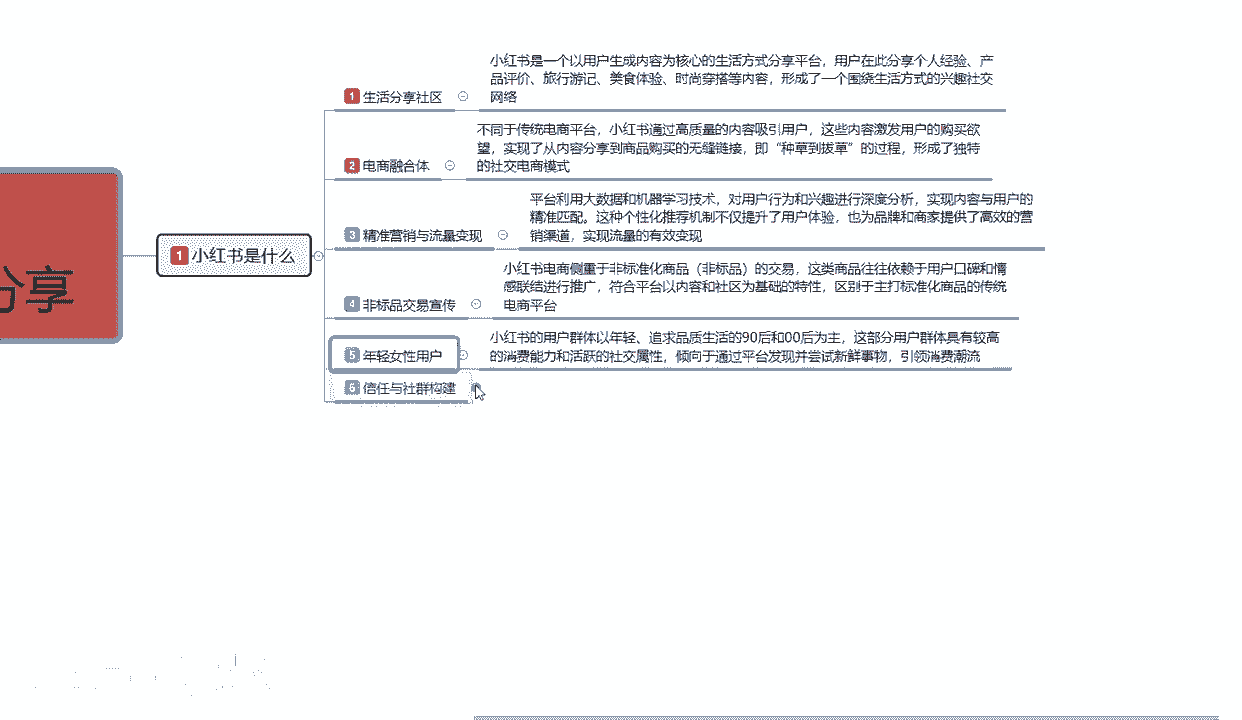 分享
1 小红书是什么
1 生活分享社区
小红书是一个以用户生成内容为核心的生活方式分享平台，用户在此分享个人经验、产
品评价、旅行游记、美食体验、时尚穿搭等内容，形成了一个围绕生活方式的兴趣社交
网络
2 电商融合体
不同于传统电商平台，小红书通过高质量的内容吸引用户，这些内容激发用户的购买欲
望，实现了从内容分享到商品购买的无缝链接，即“种草到拔草”的过程，形成了独特
的社交电商模式
3 精准营销与流量变现
平台利用大数据和机器学习技术，对用户行为和兴趣进行深度分析，实现内容与用户的
精准匹配。这种个性化推荐机制不仅提升了用户体验，也为品牌和商家提供了高效的营
销渠道，实现流量的有效变现
4 非标品交易宣传
小红书电商侧重于非标准化商品（非标品）的交易，这类商品往往依赖于用户口碑和情
感联结进行推广，符合平台以内容和社区为基础的特性，区别于主打标准化商品的传统
电商平台
5 年轻女性用户
小红书的用户群体以年轻、追求品质生活的90后和00后为主，这部分用户群体具有较高
的消费能力和活跃的社交属性，倾向于通过平台发现并尝试新鲜事物，引领消费潮流
6 信任与社群构建